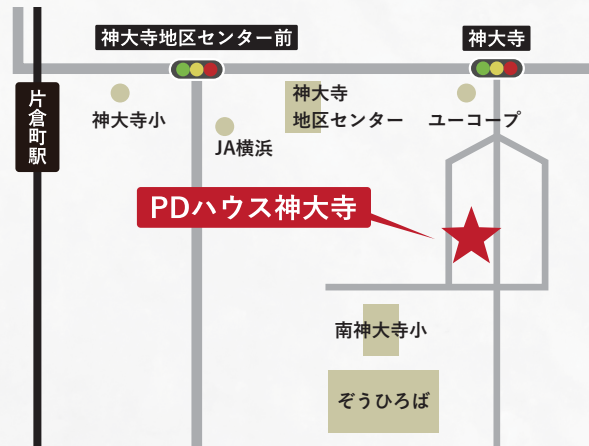 神大寺地区センター前
神大寺
片倉町駅
神大寺小
神大寺
地区センター
ユーコープ
JA横浜
PDハウス神大寺
南神大寺小
ぞうひろば